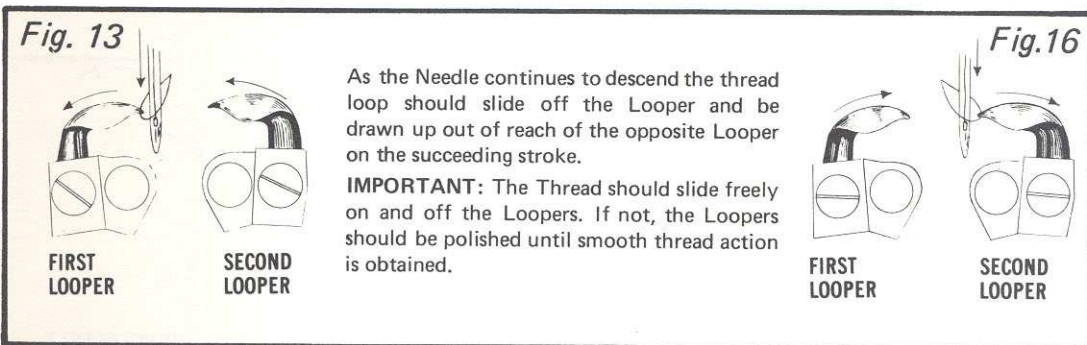 Fig. 13
As the Needle continues to descend the thread
loop should slide off the Looper and be
drawn up out of reach of the opposite Looper
on the succeeding stroke.
IMPORTANT: The Thread should slide freely
on and off the Loopers. If not, the Loopers
should be polished until smooth thread action
is obtained.
FIRST
LOOPER
SECOND
LOOPER
Fig.16
FIRST
LOOPER
SECOND
LOOPER